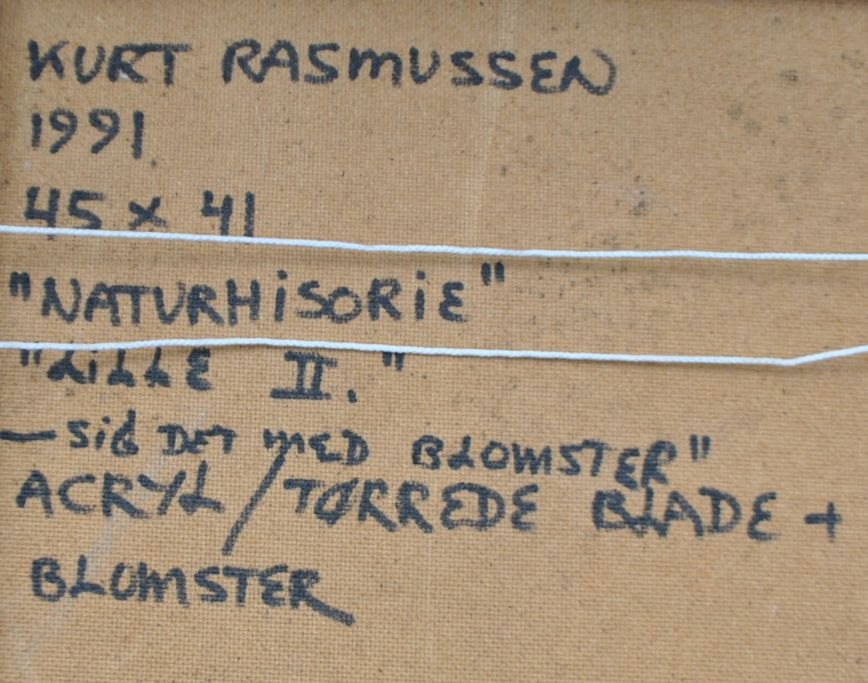 KURT RASMUSSEN
1991
45 x 41
"NATURHISORIE"
"LILLE II."
— SIG DET MED BLOMSTER"
ACRYL/TØRREDE BLADE +
BLOMSTER